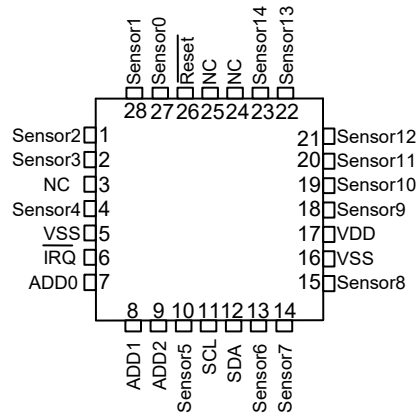 Sensor1
Sensor0
Reset
NC
NC
Sensor14
Sensor13
28 27 26 25 24 23 22
Sensor2 1
Sensor3 2
NC 3
Sensor4 4
VSS 5
IRQ 6
ADD0 7
21 Sensor12
20 Sensor11
19 Sensor10
18 Sensor9
17 VDD
16 VSS
15 Sensor8
8 9 10 11 12 13 14
ADD1
ADD2
Sensor5
SCL
SDA
Sensor6
Sensor7